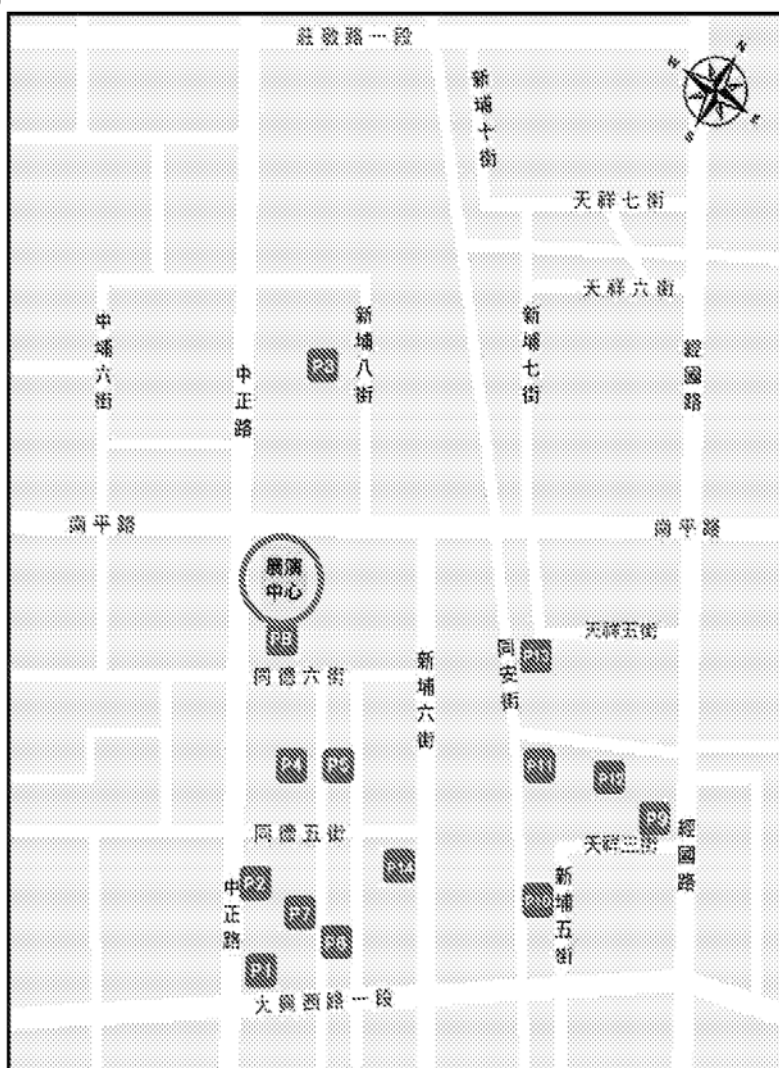 莊敬路一段
N
W
E
S
新埔十街
天祥七街
天祥六街
中埔六街
新埔八街
新埔七街
經國路
中正路
P3
南平路
南平路
展演
中心
天祥五街
同德六街
新埔六街
同安街
P4
P5
P11
P9
同德五街
天祥三街
經國路
P14
P2
中正路
新埔五街
P7
P10
P1
大興西路一段